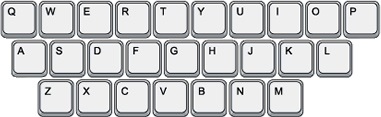 Q W E R T Y U I O P
A S D F G H J K L
Z X C V B N M